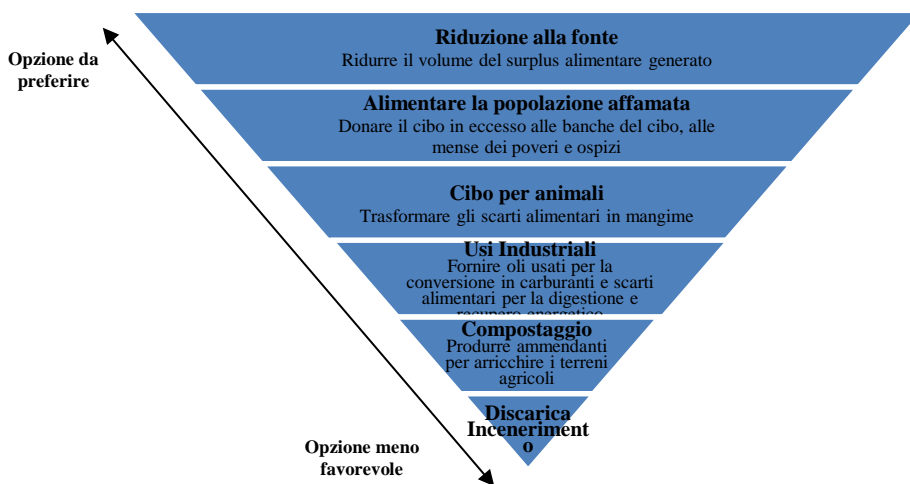 Opzione da
preferire
Riduzione alla fonte
Ridurre il volume del surplus alimentare generato
Alimentare la popolazione affamata
Donare il cibo in eccesso alle banche del cibo, alle
mense dei poveri e ospizi
Cibo per animali
Trasformare gli scarti alimentari in mangime
Usi Industriali
Fornire oli usati per la
conversione in carburanti e scarti
alimentari per la digestione e
recupero energetico
Compostaggio
Produrre ammendanti
per arricchire i terreni
agricoli
Discarica
Inceneriment
o
Opzione meno
favorevole